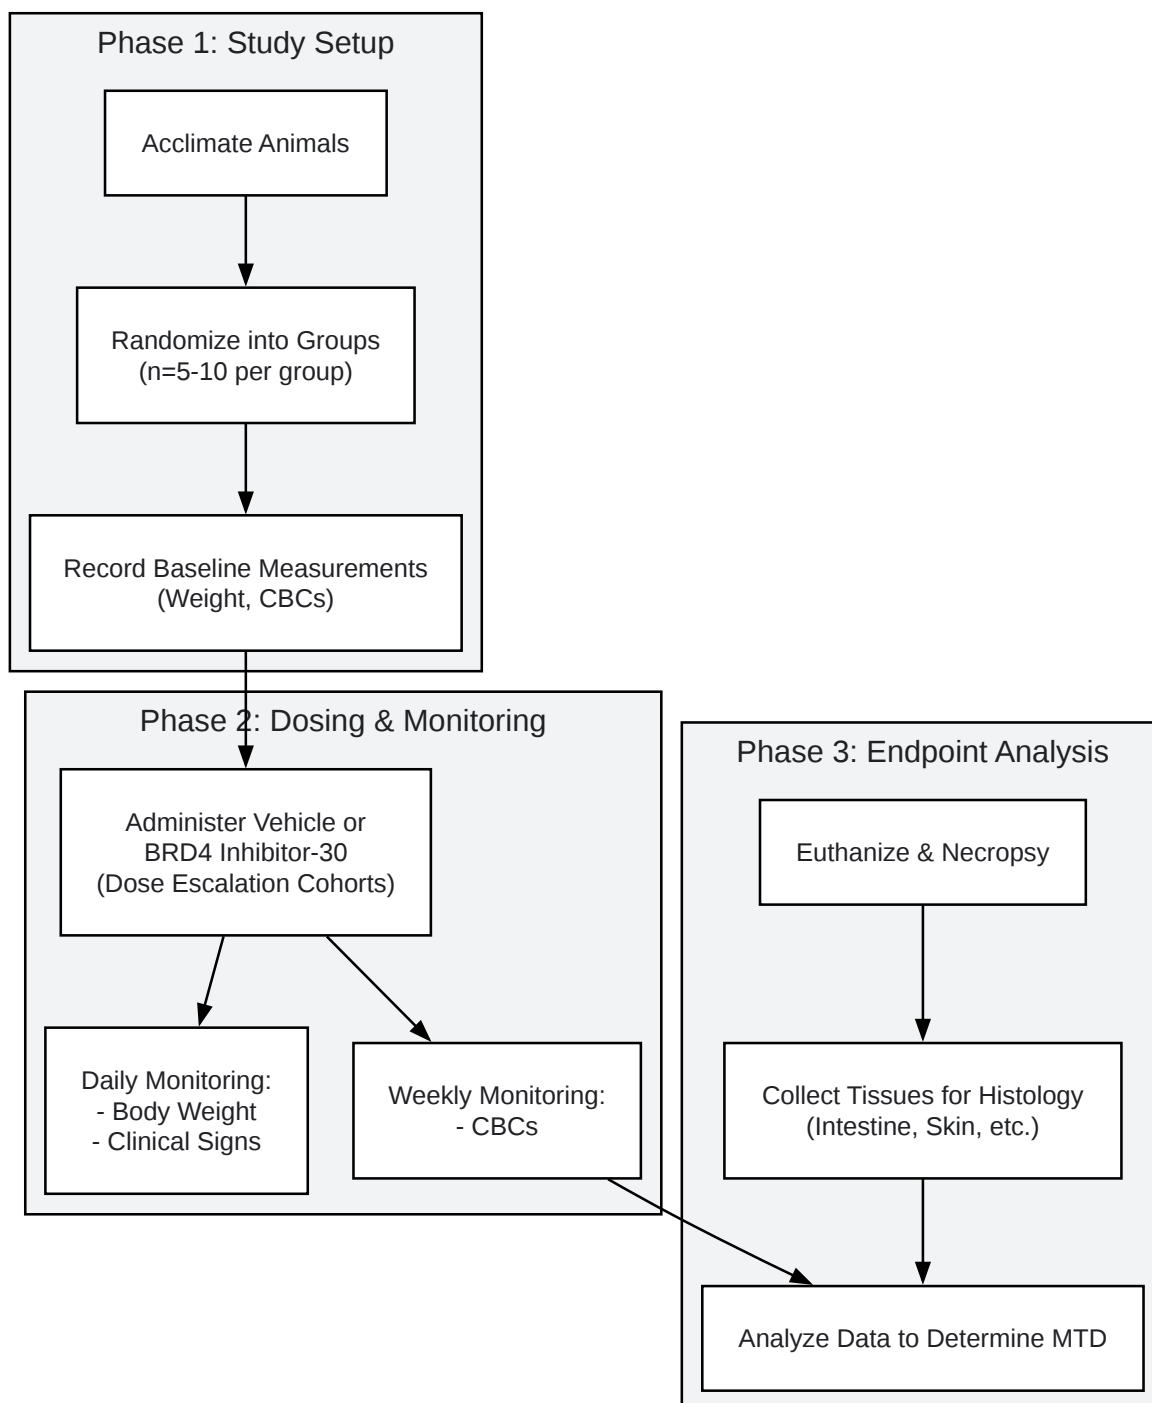 Phase 1: Study Setup
Acclimate Animals
Randomize into Groups
(n=5-10 per group)
Record Baseline Measurements
(Weight, CBCs)
Phase 2: Dosing & Monitoring
Administer Vehicle or
BRD4 Inhibitor-30
(Dose Escalation Cohorts)
Daily Monitoring:
- Body Weight
- Clinical Signs
Weekly Monitoring:
- CBCs
Phase 3: Endpoint Analysis
Euthanize & Necropsy
Collect Tissues for Histology
(Intestine, Skin, etc.)
Analyze Data to Determine MTD